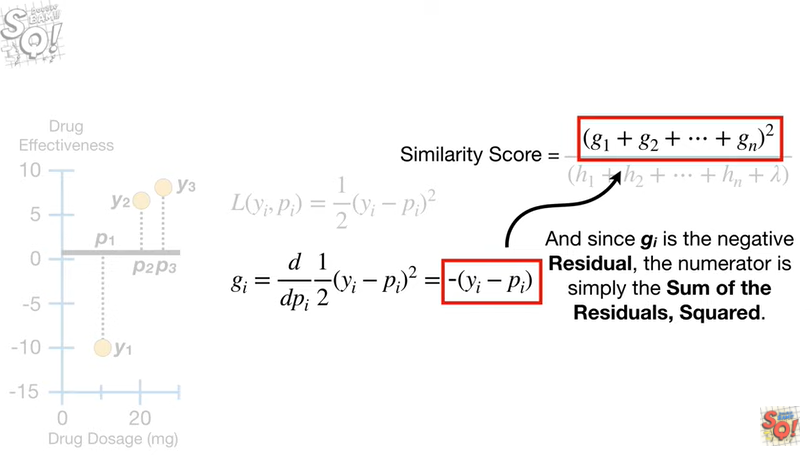 SQ!
Drug
Effectiveness
10
5
0
-5
-10
-15
0
20
Drug Dosage (mg)
y₁
y₂
y₃
p₁
p₂
p₃
L(yᵢ, pᵢ) = 1/2 (yᵢ − pᵢ)²
gᵢ = d/dpᵢ 1/2 (yᵢ − pᵢ)² = -(yᵢ − pᵢ)
Similarity Score = (g₁ + g₂ + ⋯ + gₙ)² / (h₁ + h₂ + ⋯ + hₙ + λ)
And since gᵢ is the negative
Residual, the numerator is
simply the Sum of the
Residuals, Squared.
SQ!